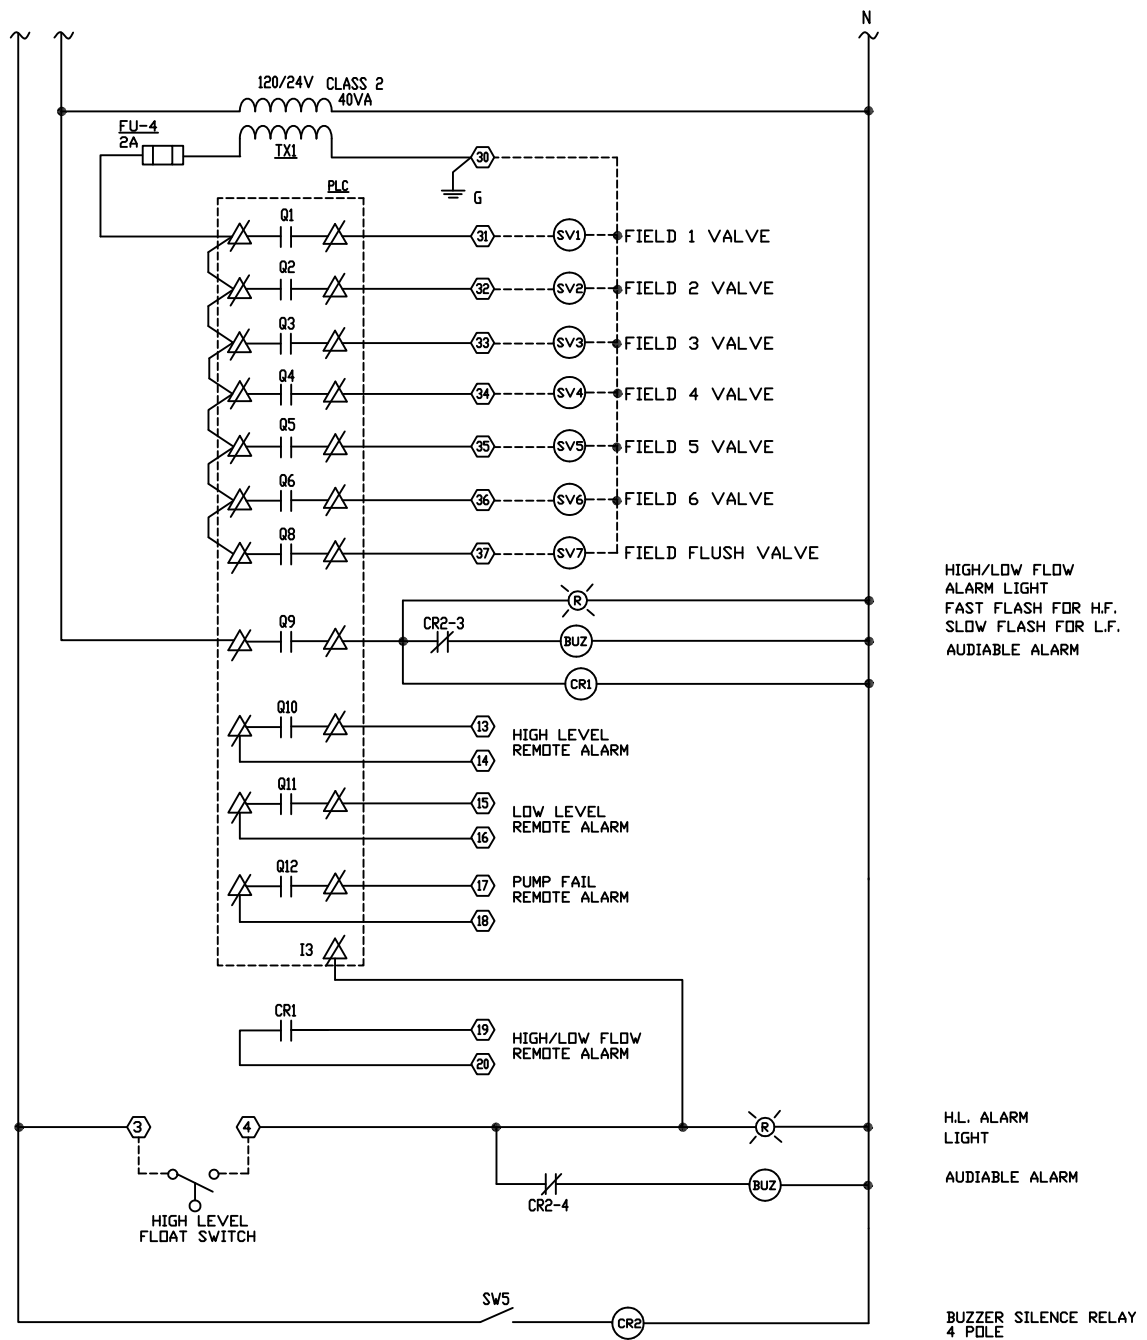 N
120/24V CLASS 2
40VA
FU-4
2A
TX1
30
G
PLC
Q1
31
SV1
FIELD 1 VALVE
Q2
32
SV2
FIELD 2 VALVE
Q3
33
SV3
FIELD 3 VALVE
Q4
34
SV4
FIELD 4 VALVE
Q5
35
SV5
FIELD 5 VALVE
Q6
36
SV6
FIELD 6 VALVE
Q8
37
SV7
FIELD FLUSH VALVE
HIGH/LOW FLOW
ALARM LIGHT
FAST FLASH FOR H.F.
SLOW FLASH FOR L.F.
R
Q9
CR2-3
BUZ
AUDIABLE ALARM
CR1
Q10
13
14
HIGH LEVEL
REMOTE ALARM
Q11
15
16
LOW LEVEL
REMOTE ALARM
Q12
17
18
PUMP FAIL
REMOTE ALARM
I3
CR1
19
20
HIGH/LOW FLOW
REMOTE ALARM
3
4
R
H.L. ALARM
LIGHT
CR2-4
BUZ
AUDIABLE ALARM
HIGH LEVEL
FLOAT SWITCH
SW5
CR2
BUZZER SILENCE RELAY
4 POLE